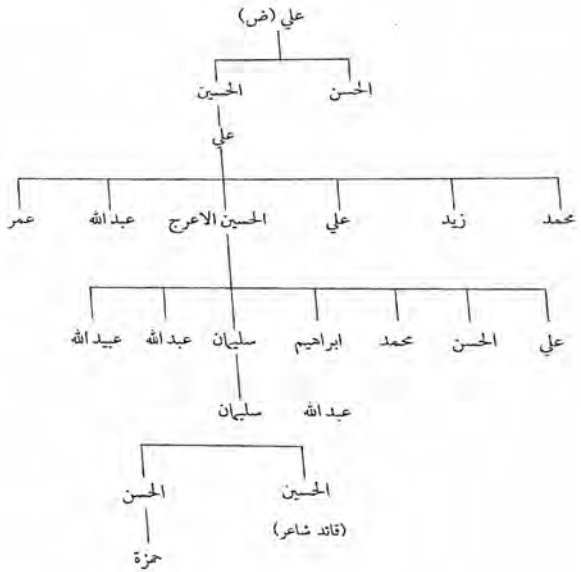 علي (ض)
الحسن الحسين
علي
محمد زيد علي الحسين الاعرج عبد الله عمر
علي الحسن محمد ابراهيم سليمان عبد الله عبيد الله
عبد الله سليمان
الحسين الحسن
(قائد شاعر)
حمزة